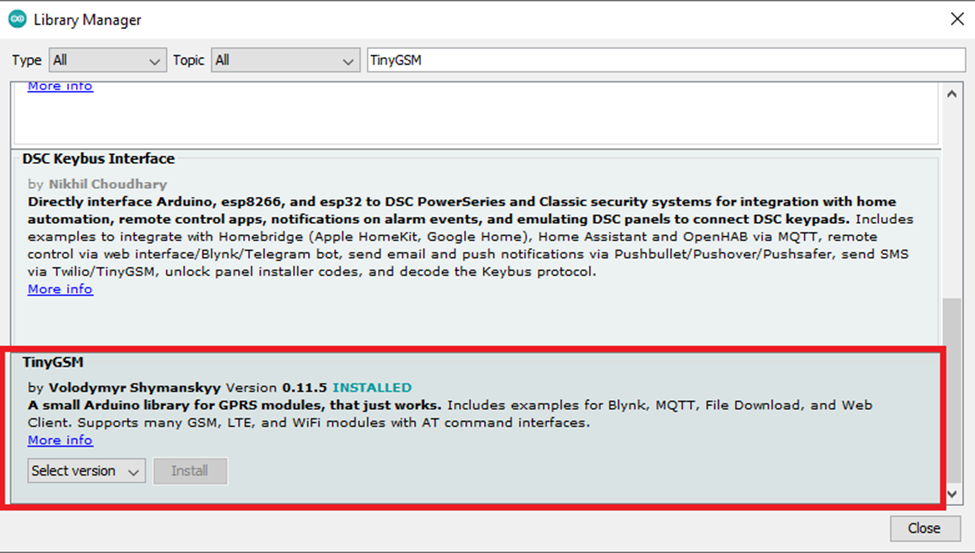 Library Manager
Type All Topic All TinyGSM
More info
DSC Keybus Interface
by Nikhil Choudhary
Directly interface Arduino, esp8266, and esp32 to DSC PowerSeries and Classic security systems for integration with home
automation, remote control apps, notifications on alarm events, and emulating DSC panels to connect DSC keypads. Includes
examples to integrate with Homebridge (Apple HomeKit, Google Home), Home Assistant and OpenHAB via MQTT, remote
control via web interface/Blynk/Telegram bot, send email and push notifications via Pushbullet/Pushover/Pushsafer, send SMS
via Twilio/TinyGSM, unlock panel installer codes, and decode the Keybus protocol.
More info
TinyGSM
by Volodymyr Shymanskyy Version 0.11.5 INSTALLED
A small Arduino library for GPRS modules, that just works. Includes examples for Blynk, MQTT, File Download, and Web
Client. Supports many GSM, LTE, and WiFi modules with AT command interfaces.
More info
Select version Install
Close